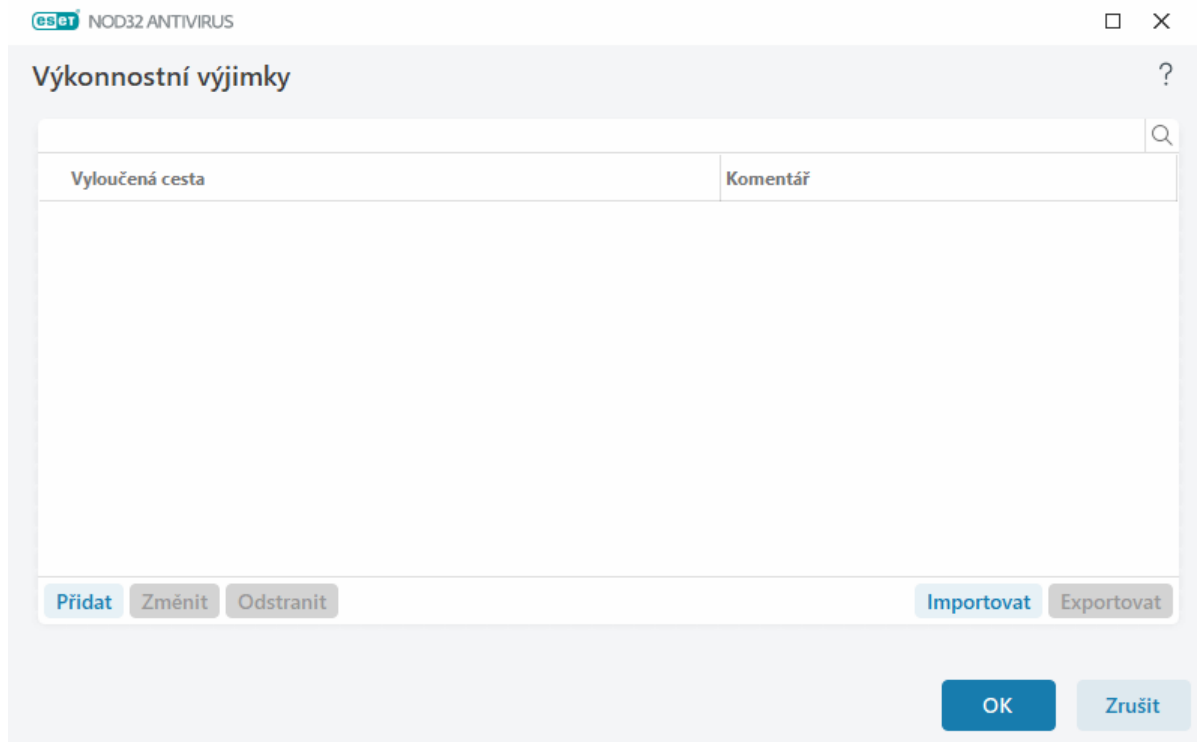 eset NOD32 ANTIVIRUS
Výkonnostní výjimky ?
Vyloučená cesta Komentář
Přidat Změnit Odstranit Importovat Exportovat
OK Zrušit